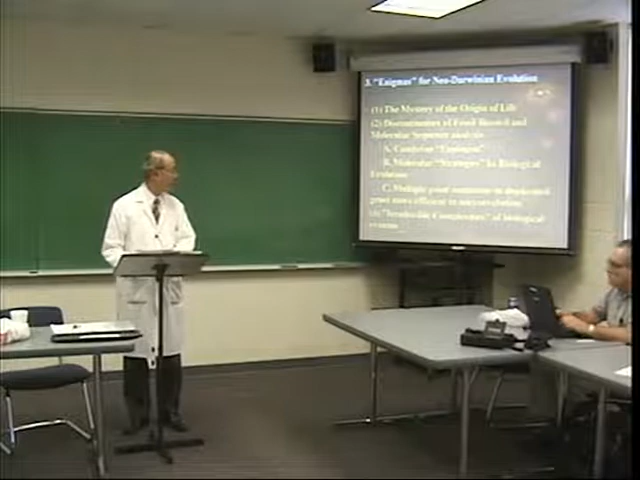 3. "Enigmas" for Neo-Darwinian Evolution
(1) The Mystery of the Origin of Life
(2) Discontinuities of Fossil Record and
Molecular Sequence analysis
A. Cambrian "Explosion"
B. Molecular "Strategies" in Biological
Evolution
C. Multiple point mutations in duplicated
genes more efficient in
(3) "Irreducible Complexities" of biological
systems